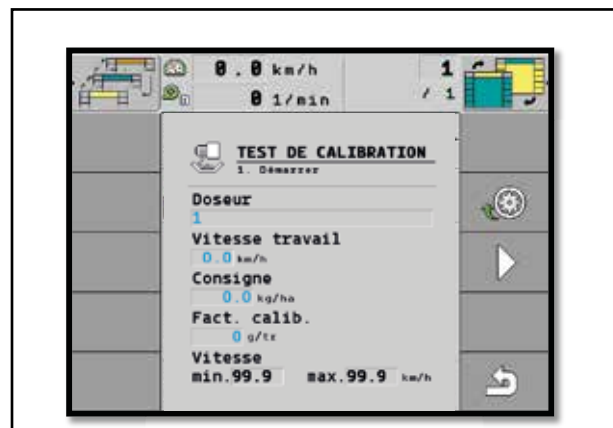 0.0 km/h
1
0 1/min
/ 1
TEST DE CALIBRATION
1. Démarrer
Doseur
1
Vitesse travail
0.0 km/h
Consigne
0.0 kg/ha
Fact. calib.
0 g/tr
Vitesse
min.99.9 max.99.9 km/h